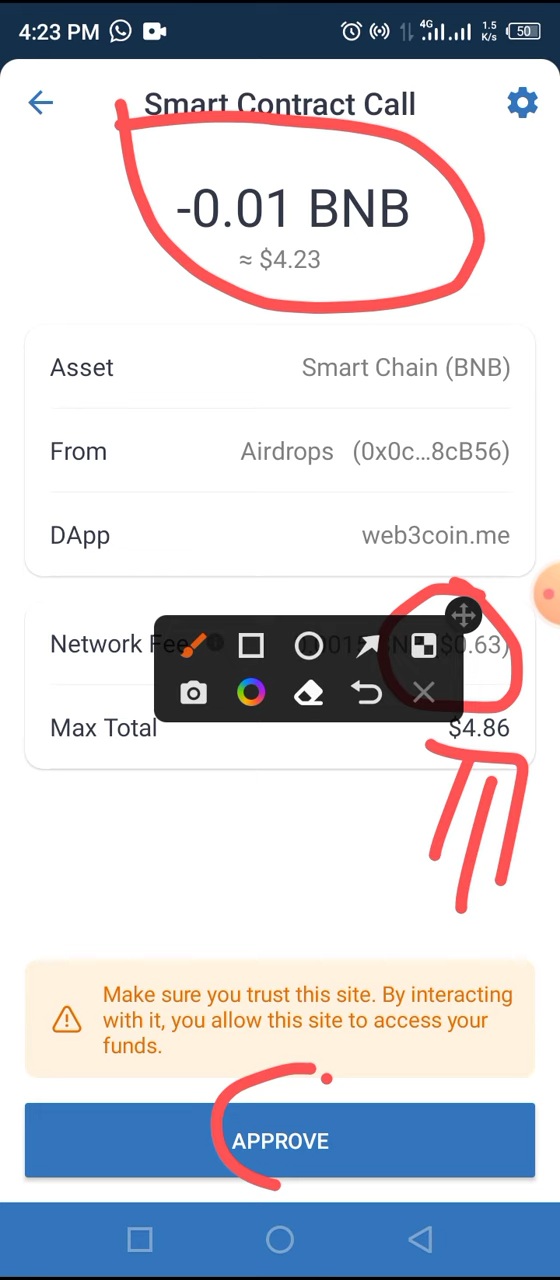 4:23 PM 4G 1.5 K/s 50
Smart Contract Call
-0.01 BNB
≈ $4.23
Asset Smart Chain (BNB)
From Airdrops (0x0c...8cB56)
DApp web3coin.me
Network Fee $0.63)
Max Total $4.86
Make sure you trust this site. By interacting
with it, you allow this site to access your
funds.
APPROVE